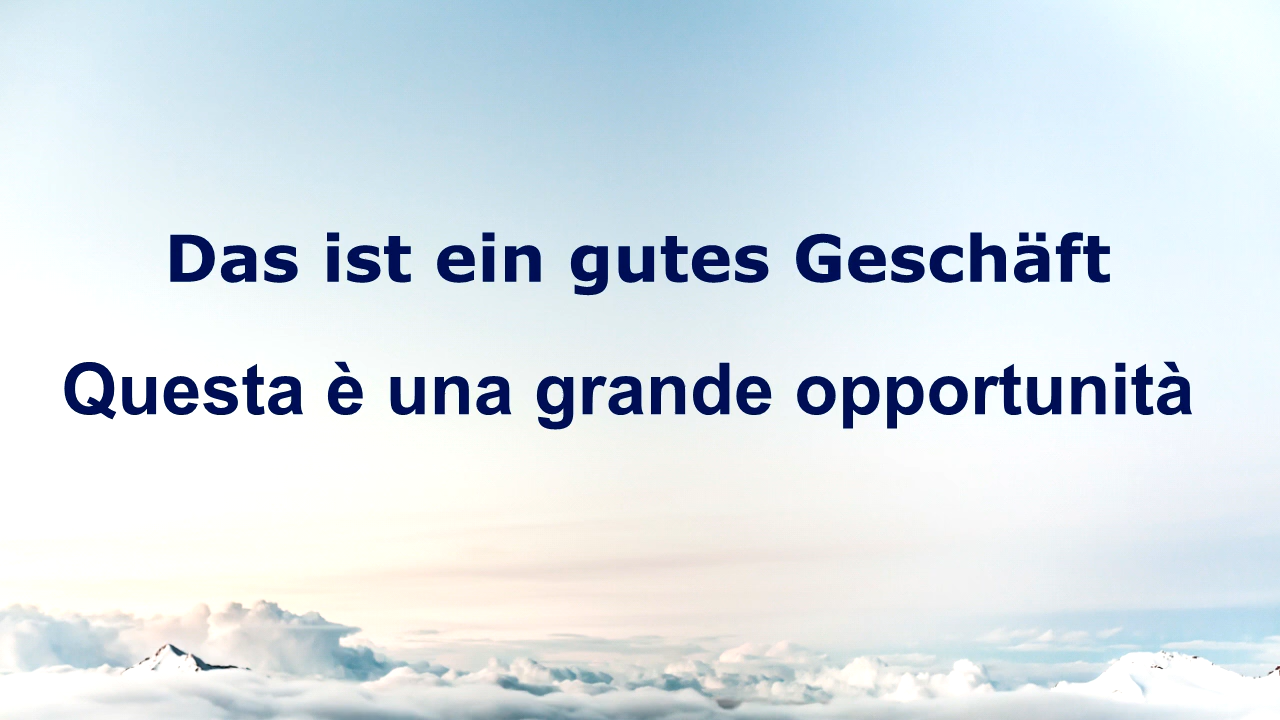 Das ist ein gutes Geschäft
Questa è una grande opportunità